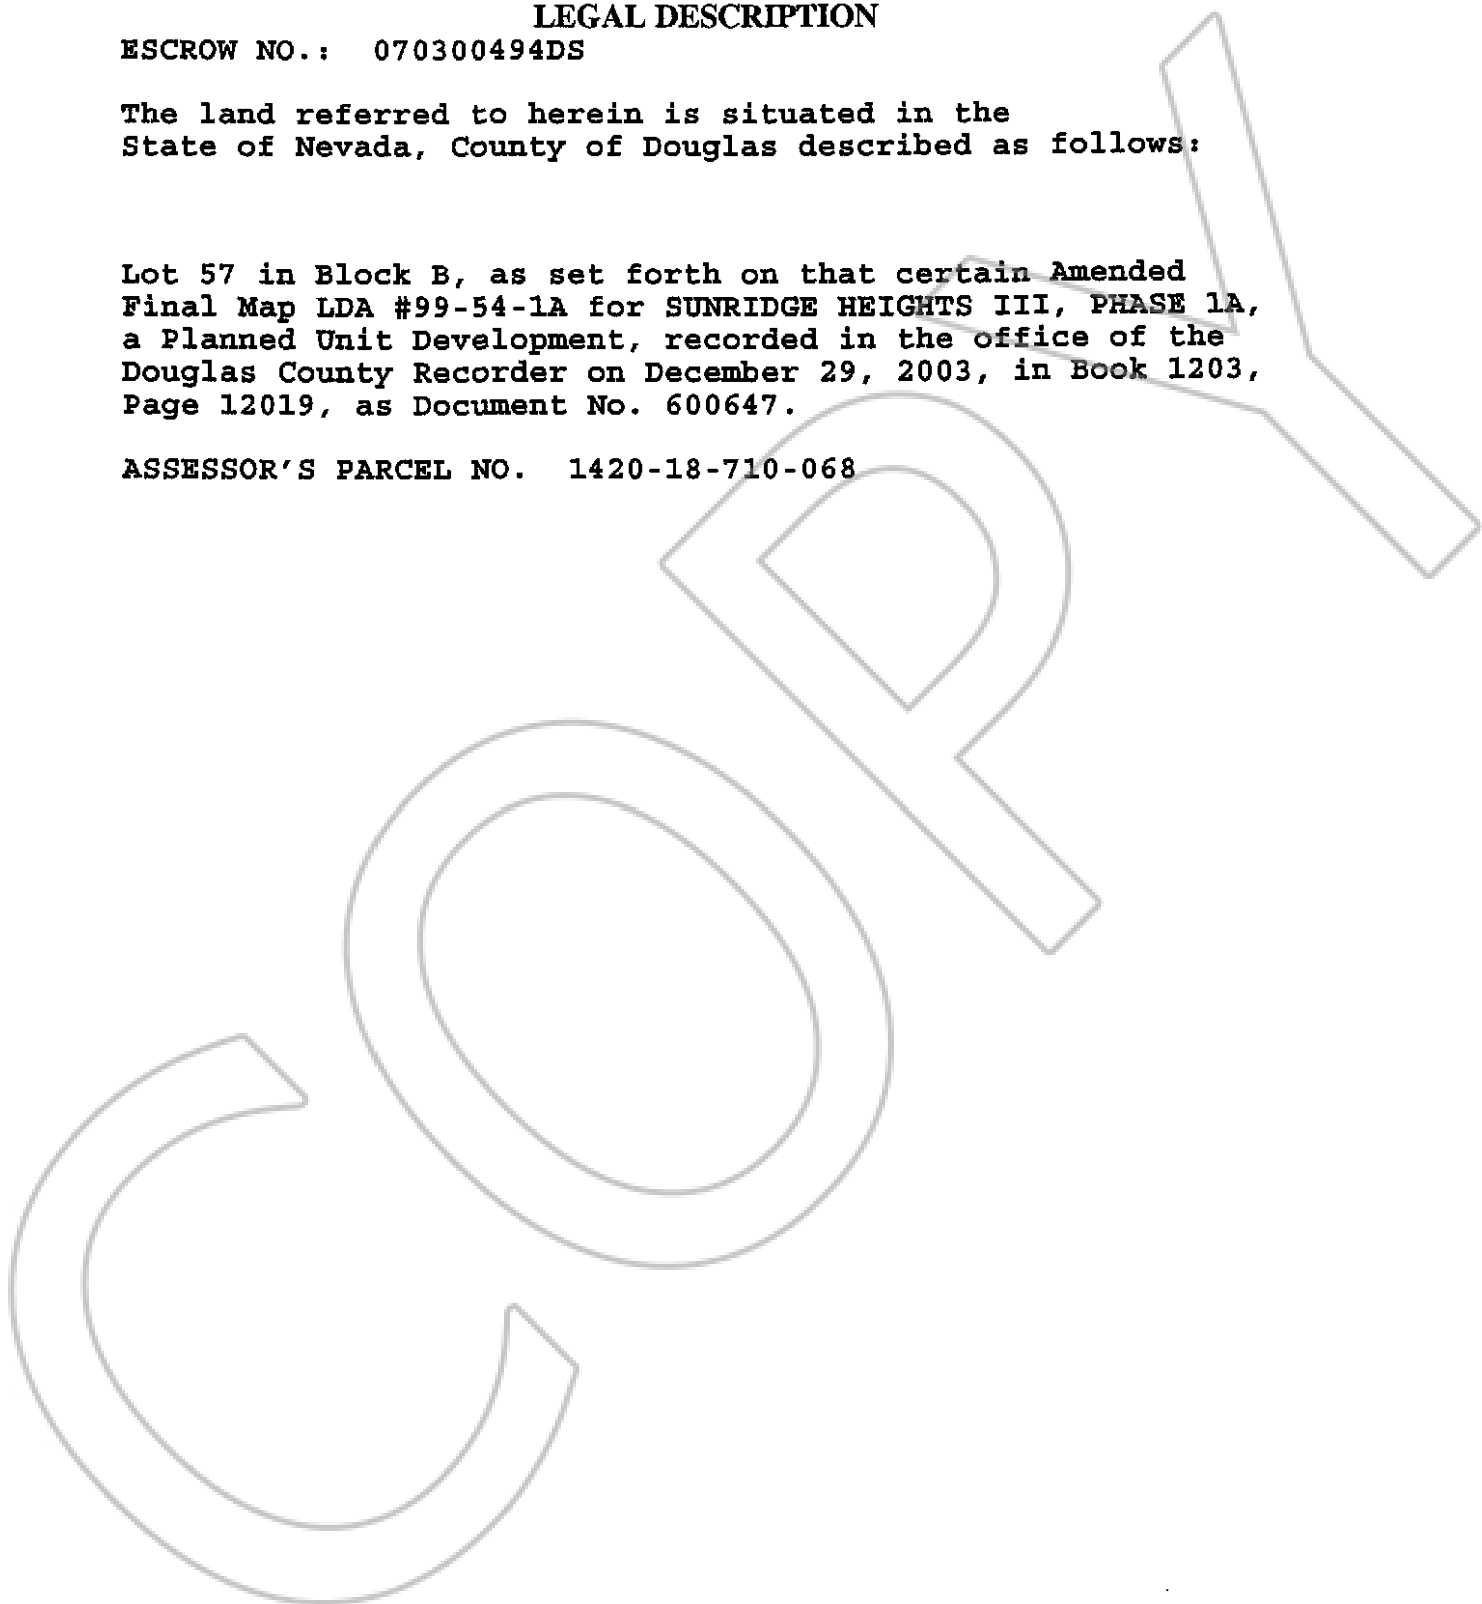 LEGAL DESCRIPTION
ESCROW NO.: 070300494DS
The land referred to herein is situated in the
State of Nevada, County of Douglas described as follows:
Lot 57 in Block B, as set forth on that certain Amended
Final Map LDA #99-54-1A for SUNRIDGE HEIGHTS III, PHASE 1A,
a Planned Unit Development, recorded in the office of the
Douglas County Recorder on December 29, 2003, in Book 1203,
Page 12019, as Document No. 600647.
ASSESSOR'S PARCEL NO. 1420-18-710-068
COPY